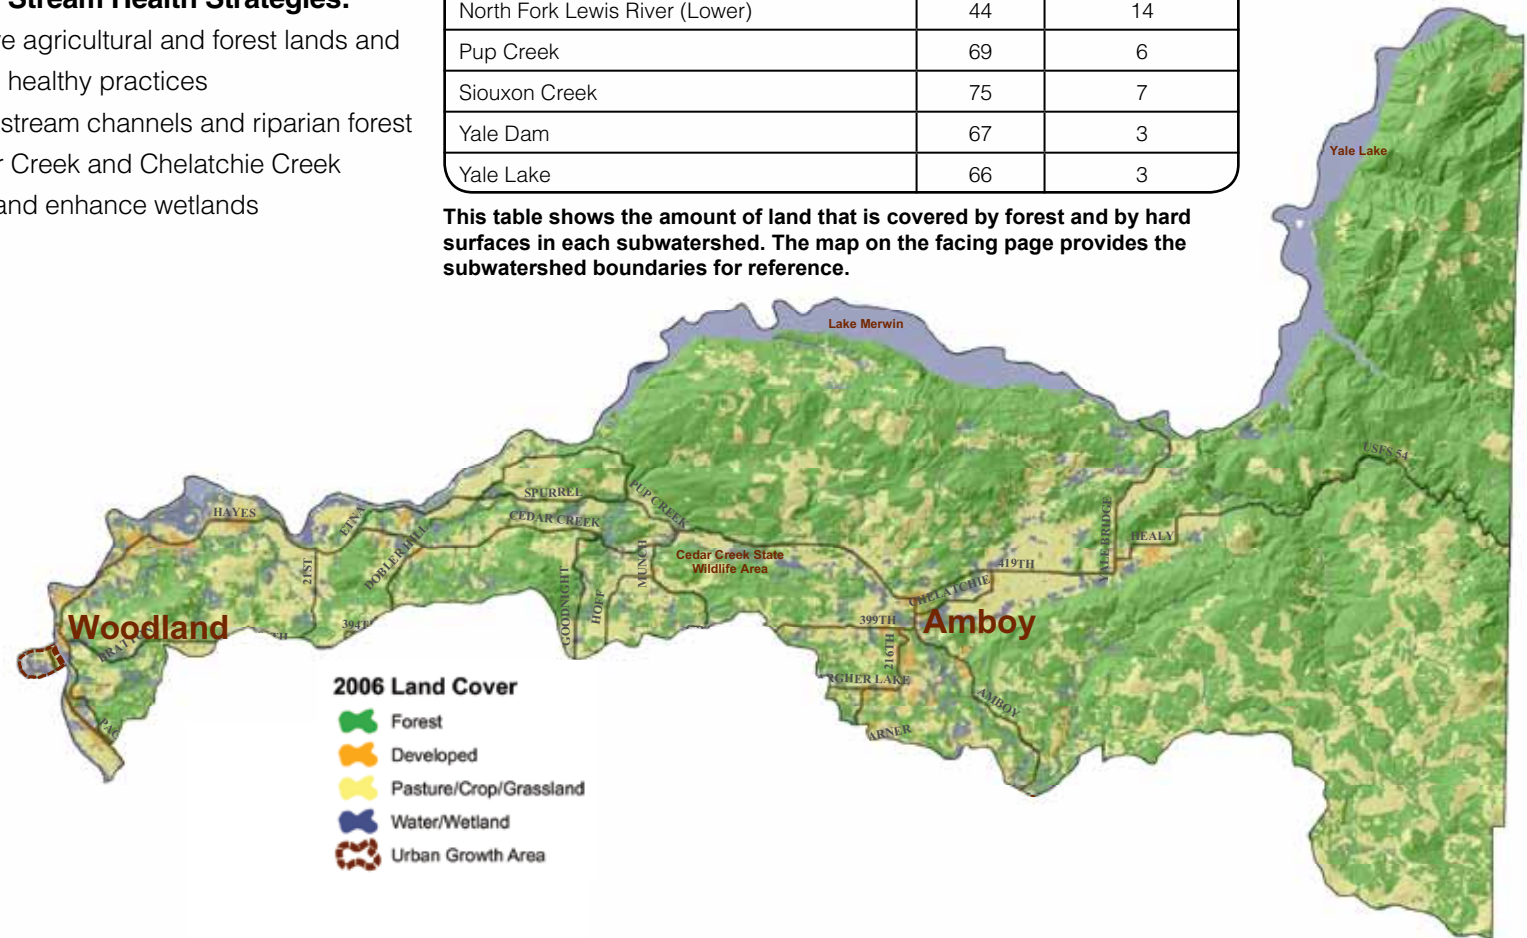 Stream Health Strategies:
agricultural and forest lands and
healthy practices
stream channels and riparian forest
Creek and Chelatchie Creek
and enhance wetlands
North Fork Lewis River (Lower) 44 14
Pup Creek 69 6
Siouxon Creek 75 7
Yale Dam 67 3
Yale Lake 66 3
This table shows the amount of land that is covered by forest and by hard
surfaces in each subwatershed. The map on the facing page provides the
subwatershed boundaries for reference.
Yale Lake
Lake Merwin
USFS 54
SPURREL
PUP CREEK
HAYES
ETNA
CEDAR CREEK
DOBLER HILL
21ST
YALE BRIDGE
HEALY
Cedar Creek State
Wildlife Area
MUNCH
GOODNIGHT
HOFF
419TH
CHELATCHIE
Woodland
394T
399TH
Amboy
216TH
RGHER LAKE
AMBOY
ARNER
PAC
2006 Land Cover
Forest
Developed
Pasture/Crop/Grassland
Water/Wetland
Urban Growth Area